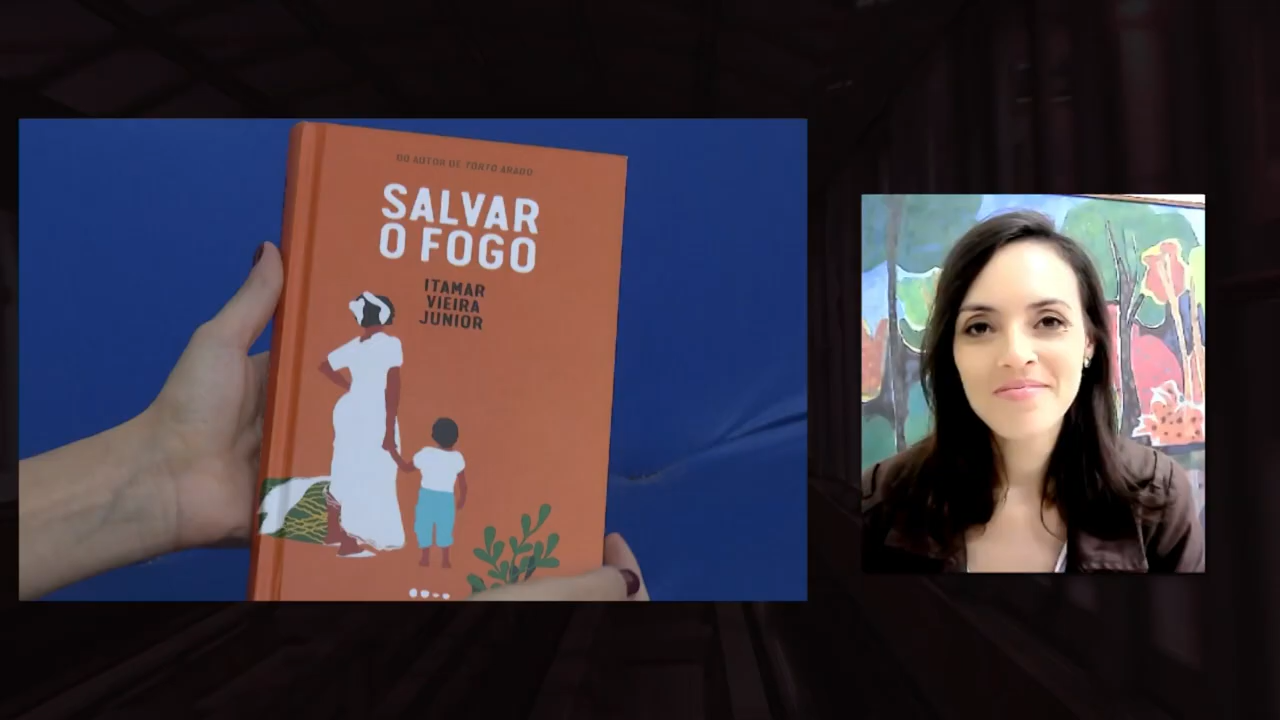 DO AUTOR DE TORTO ARADO
SALVAR
O FOGO
ITAMAR
VIEIRA
JUNIOR